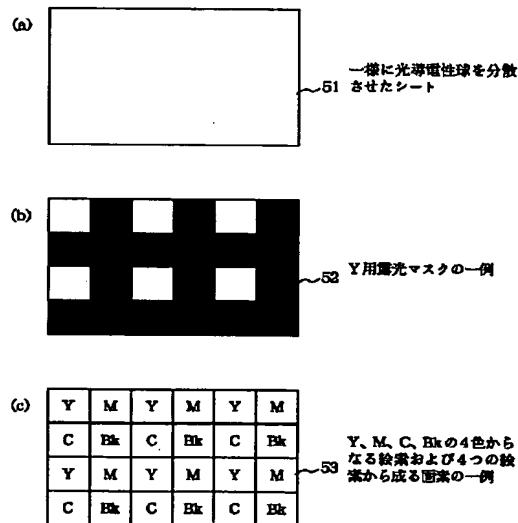 (a)
51 一様に光導電性球を分散
させたシート
(b)
52 Y用露光マスクの一例
(c)
Y M Y M Y M
C Bk C Bk C Bk
Y M Y M Y M
C Bk C Bk C Bk
53 Y、M、C、Bkの4色から
なる絵素および4つの絵
素から成る画素の一例